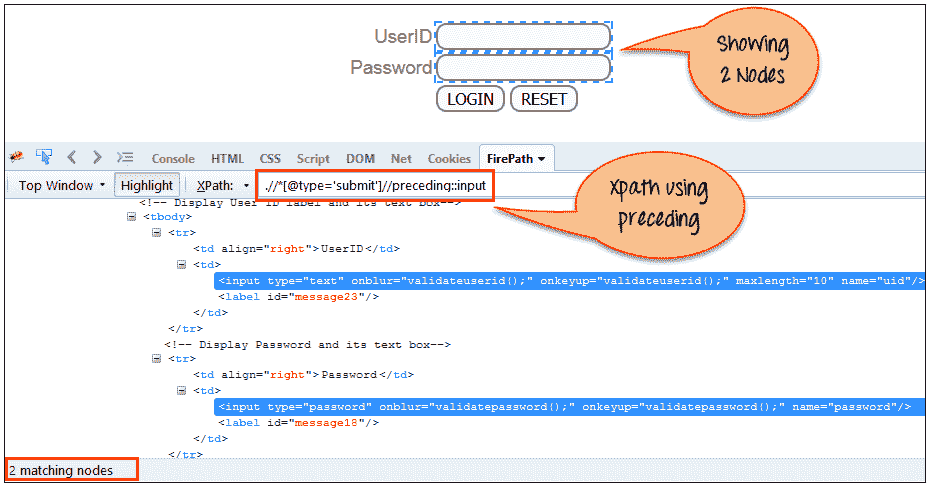 UserID
Password
LOGIN RESET
Showing
2 Nodes
Console HTML CSS Script DOM Net Cookies FirePath
Top Window Highlight XPath: .//*[@type='submit']//preceding::input
Xpath using
preceding
<!-- Display User ID label and its text box-->
<tbody>
<tr>
<td align="right">UserID</td>
<td>
<input type="text" onblur="validateuserid();" onkeyup="validateuserid();" maxlength="10" name="uid"/>
<label id="message23"/>
</td>
</tr>
<!-- Display Password and its text box-->
<tr>
<td align="right">Password</td>
<td>
<input type="password" onblur="validatepassword();" onkeyup="validatepassword();" name="password"/>
<label id="message18"/>
</td>
</tr>
2 matching nodes